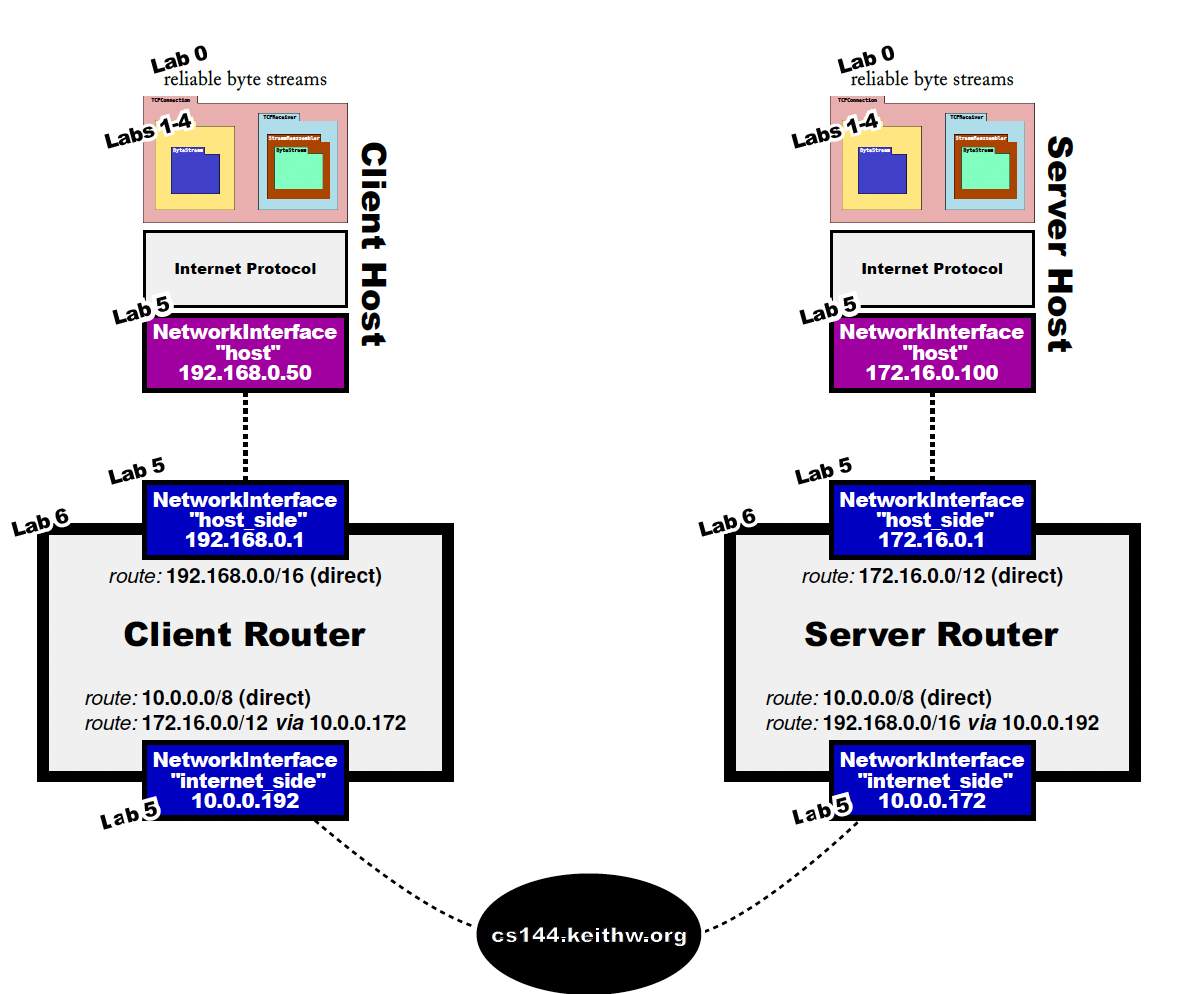 Lab 0
reliable byte streams
TCPConnection
Labs 1-4
TCPReceiver
StreamReassembler
ByteStream
ByteStream
Client Host
Internet Protocol
Lab 5
NetworkInterface
"host"
192.168.0.50
Lab 5
NetworkInterface
"host_side"
192.168.0.1
Lab 6
route: 192.168.0.0/16 (direct)
Client Router
route: 10.0.0.0/8 (direct)
route: 172.16.0.0/12 via 10.0.0.172
NetworkInterface
"internet_side"
10.0.0.192
Lab 5
Lab 0
reliable byte streams
TCPConnection
Labs 1-4
TCPReceiver
StreamReassembler
ByteStream
ByteStream
Server Host
Internet Protocol
Lab 5
NetworkInterface
"host"
172.16.0.100
Lab 5
NetworkInterface
"host_side"
172.16.0.1
Lab 6
route: 172.16.0.0/12 (direct)
Server Router
route: 10.0.0.0/8 (direct)
route: 192.168.0.0/16 via 10.0.0.192
NetworkInterface
"internet_side"
10.0.0.172
Lab 5
cs144.keithw.org